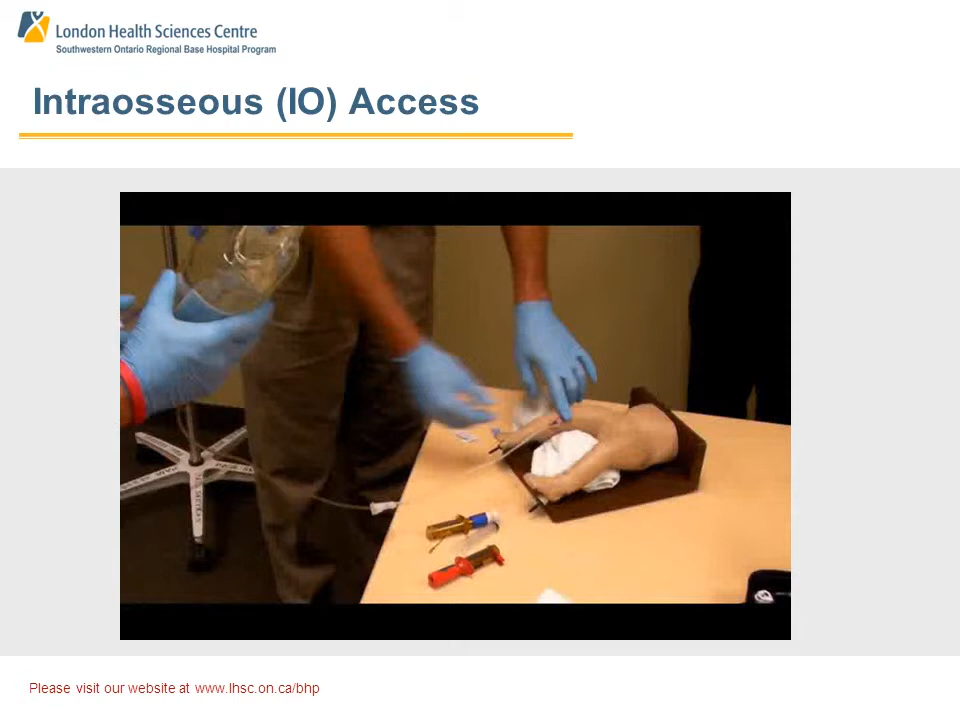 London Health Sciences Centre
Southwestern Ontario Regional Base Hospital Program
Intraosseous (IO) Access
Please visit our website at www.lhsc.on.ca/bhp